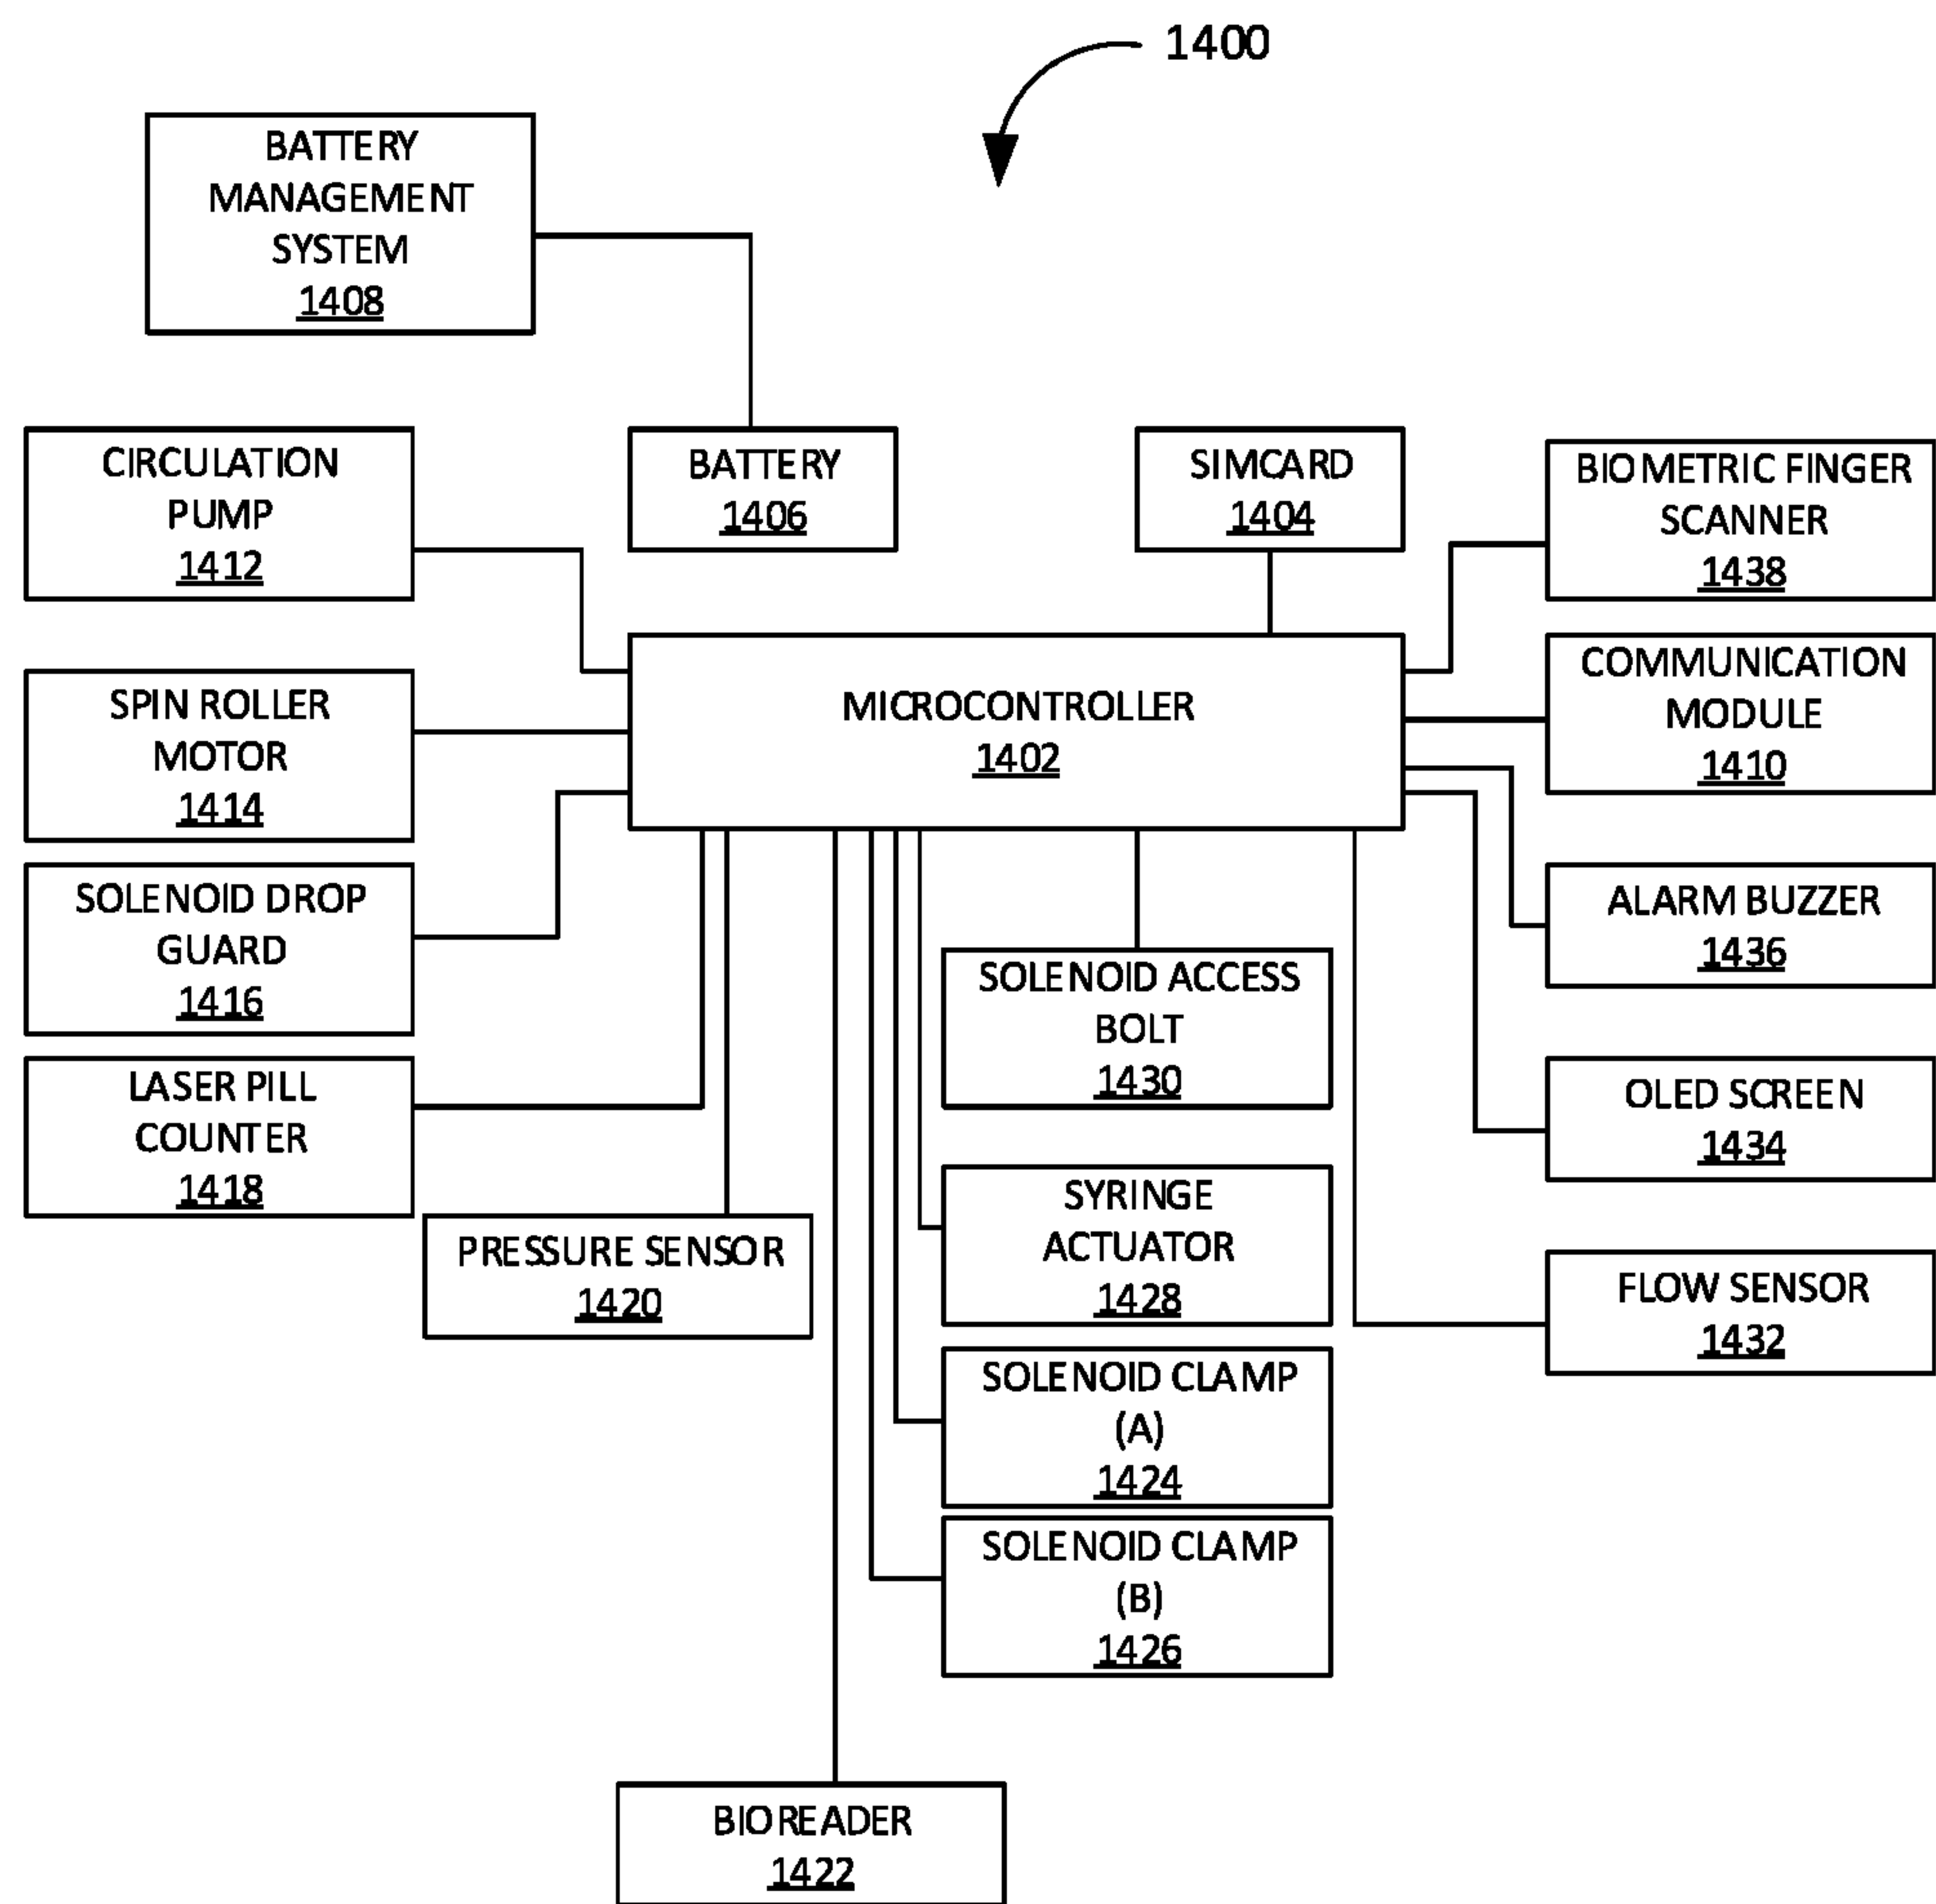 1400
BATTERY
MANAGEMENT
SYSTEM
1408
CIRCULATION
PUMP
1412
BATTERY
1406
SIMCARD
1404
BIOMETRIC FINGER
SCANNER
1438
SPIN ROLLER
MOTOR
1414
MICROCONTROLLER
1402
COMMUNICATION
MODULE
1410
SOLENOID DROP
GUARD
1416
SOLENOID ACCESS
BOLT
1430
ALARM BUZZER
1436
LASER PILL
COUNTER
1418
OLED SCREEN
1434
PRESSURE SENSOR
1420
SYRINGE
ACTUATOR
1428
FLOW SENSOR
1432
SOLENOID CLAMP
(A)
1424
SOLENOID CLAMP
(B)
1426
BIOREADER
1422